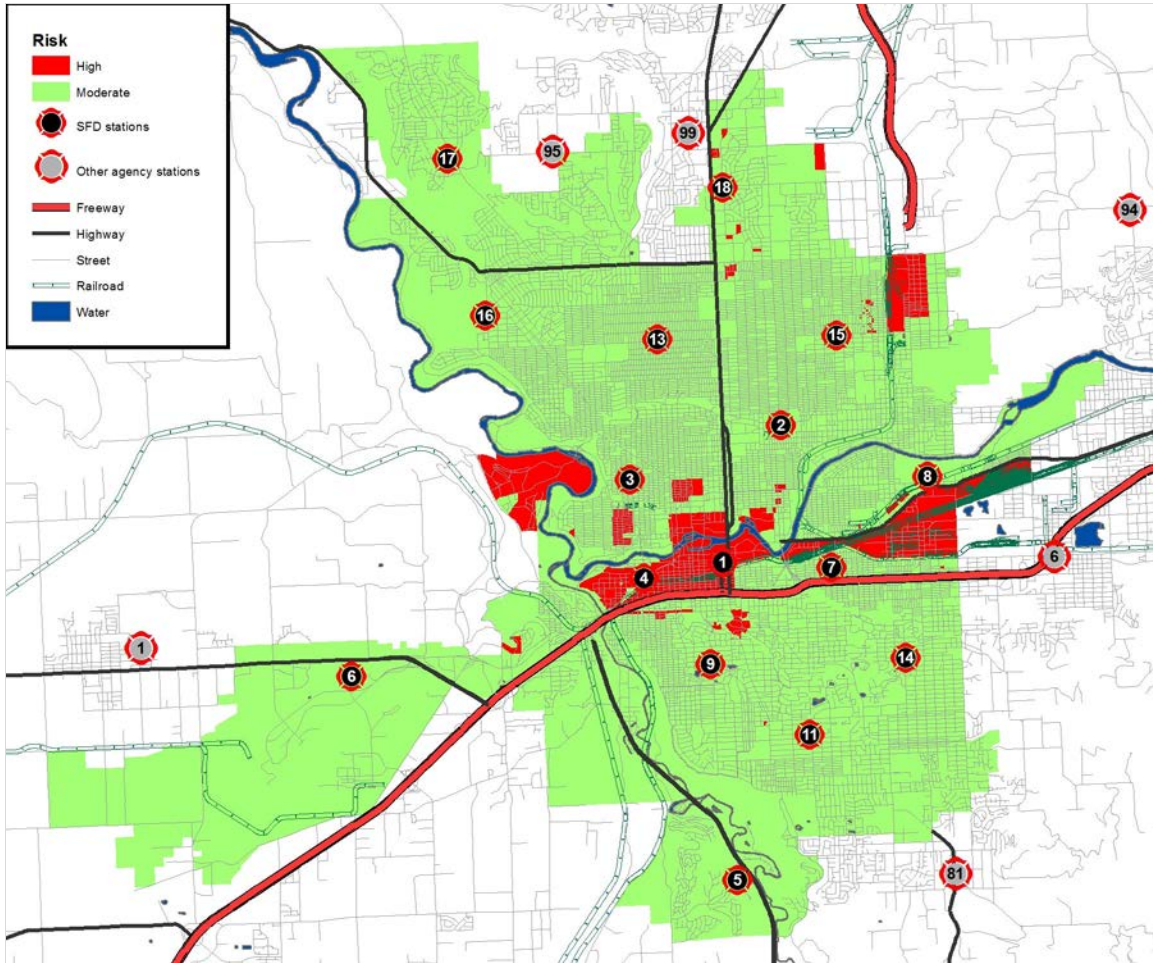 Risk
High
Moderate
SFD stations
Other agency stations
Freeway
Highway
Street
Railroad
Water
99
95
17
18
94
16
13
15
2
3
8
1
6
7
4
1
14
9
6
11
81
5